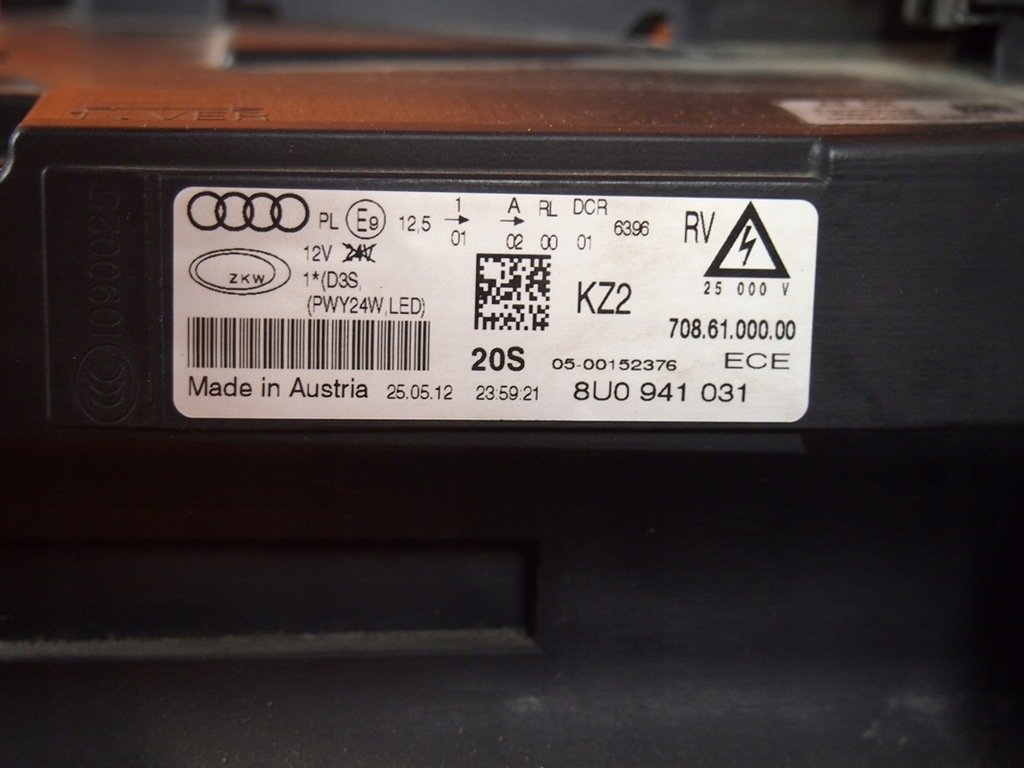 PL E9 12,5 1 A RL DCR 6396 RV
01 02 00 01
12V 24V
ZKW
1*(D3S,
(PWY24W,LED)
KZ2
25 000 V
708.61.000.00
20S 05-00152376 ECE
Made in Austria 25.05.12 23:59:21 8U0 941 031